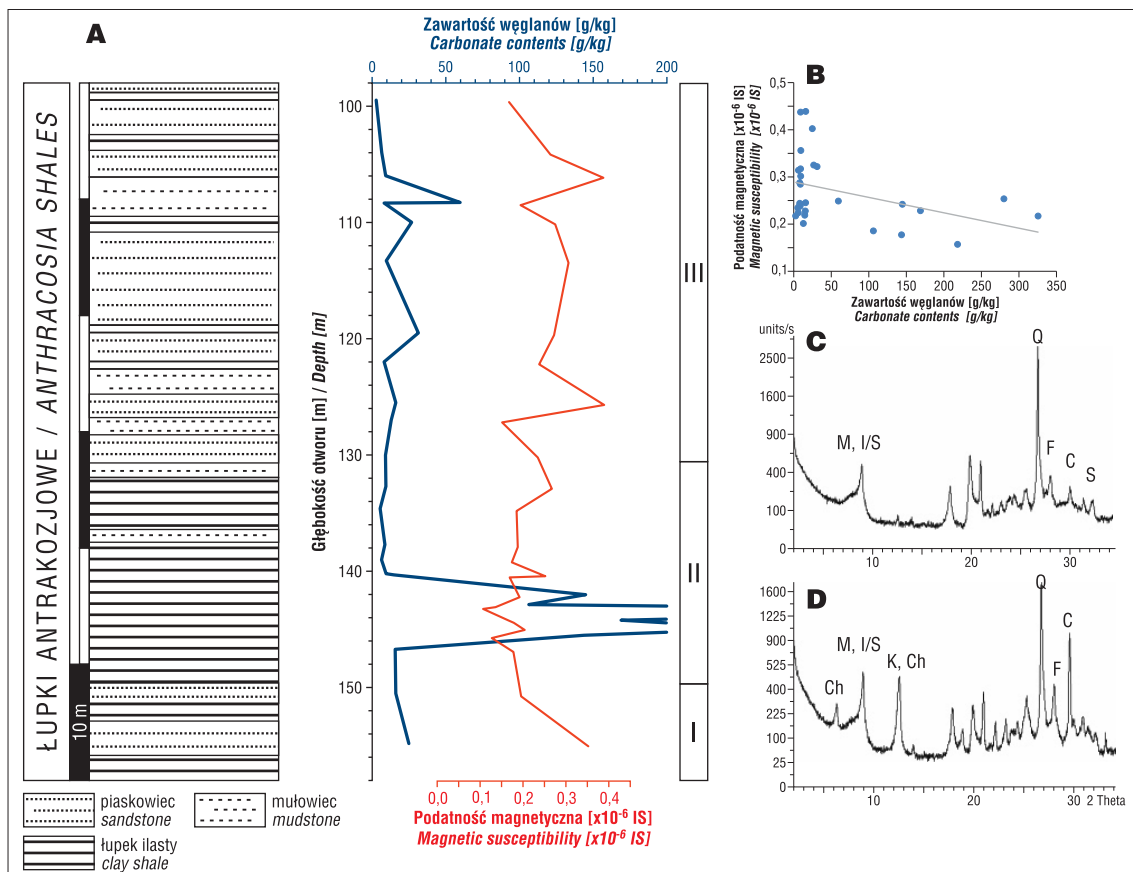 A
ŁUPKI ANTRAKOZJOWE / ANTHRACOSIA SHALES
10 m
piaskowiec
sandstone
mułowiec
mudstone
łupek ilasty
clay shale
Zawartość węglanów [g/kg]
Carbonate contents [g/kg]
0 50 100 150 200
Głębokość otworu [m] / Depth [m]
100
110
120
130
140
150
III
II
I
0,0 0,1 0,2 0,3 0,4
Podatność magnetyczna [x10-6 IS]
Magnetic susceptibility [x10-6 IS]
B
Podatność magnetyczna [x10-6 IS]
Magnetic susceptibility [x10-6 IS]
0,5
0,4
0,3
0,2
0,1
0 50 100 150 200 250 300 350
Zawartość węglanów [g/kg]
Carbonate contents [g/kg]
C
units/s
2500
1600
900
400
100
0
M, I/S
Q
F
C
S
10 20 30
D
1600
1225
900
625
400
225
100
25
0
Ch
M, I/S
K, Ch
Q
F
C
10 20 30 2 Theta